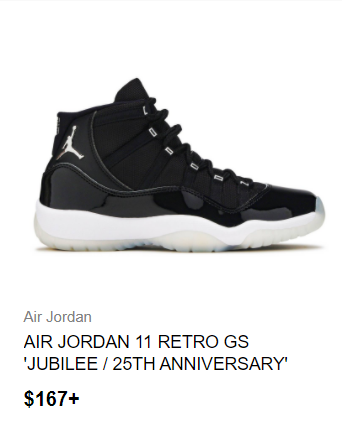 Air Jordan
AIR JORDAN 11 RETRO GS
'JUBILEE / 25TH ANNIVERSARY'
$167+